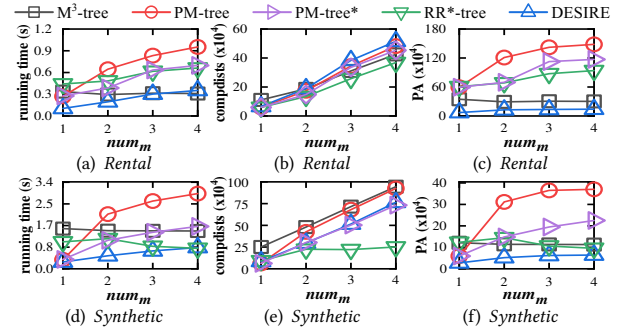 M³-tree PM-tree PM-tree* RR*-tree DESIRE
running time (s) 1.2 0.9 0.6 0.3 0.0 1 2 3 4 num_m
compdists (x10⁴) 60 45 30 15 0 1 2 3 4 num_m
PA (x10⁴) 180 120 60 0 1 2 3 4 num_m
(a) Rental (b) Rental (c) Rental
running time (s) 3.4 2.6 1.7 0.8 0.0 1 2 3 4 num_m
compdists (x10⁴) 100 75 50 25 0 1 2 3 4 num_m
PA (x10⁴) 40 30 20 10 0 1 2 3 4 num_m
(d) Synthetic (e) Synthetic (f) Synthetic